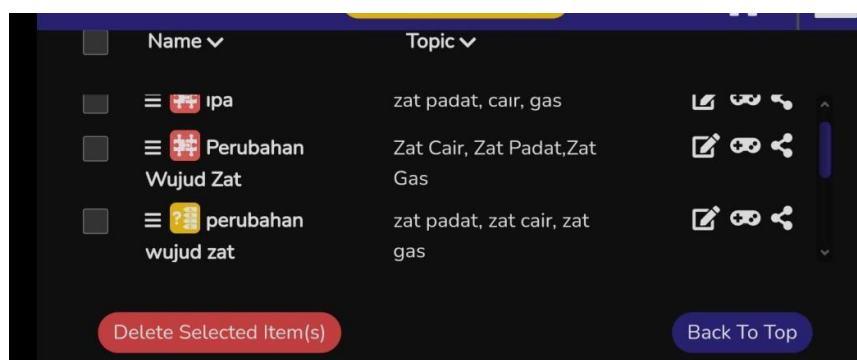 Name Topic
ipa zat padat, cair, gas
Perubahan Zat Cair, Zat Padat,Zat
Wujud Zat Gas
perubahan zat padat, zat cair, zat
wujud zat gas
Delete Selected Item(s) Back To Top